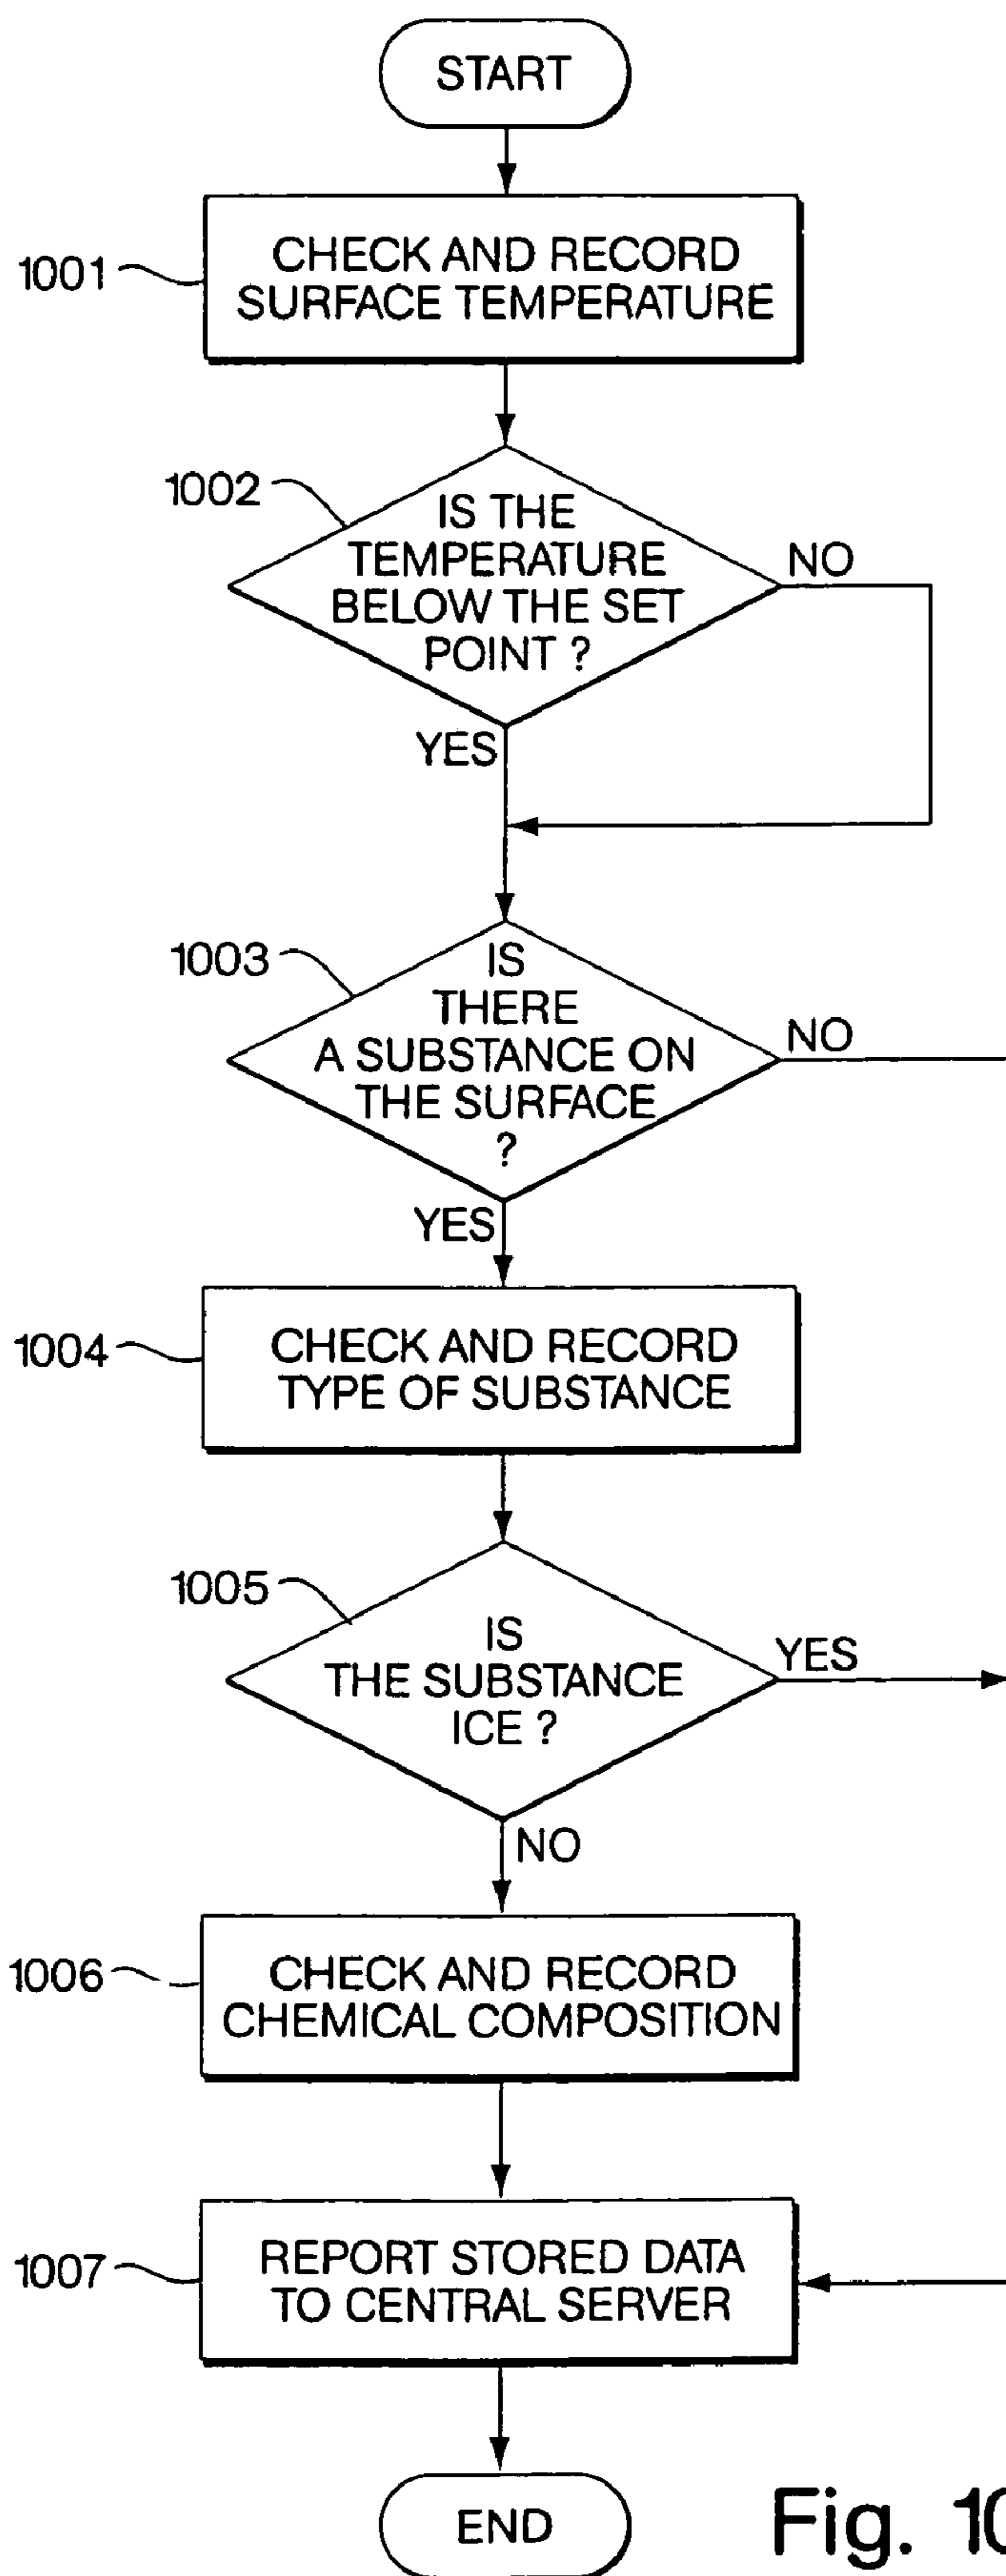 START
1001
CHECK AND RECORD
SURFACE TEMPERATURE
1002
IS THE
TEMPERATURE
BELOW THE SET
POINT ?
NO
YES
1003
IS
THERE
A SUBSTANCE ON
THE SURFACE
?
NO
YES
1004
CHECK AND RECORD
TYPE OF SUBSTANCE
1005
IS
THE SUBSTANCE
ICE ?
YES
NO
1006
CHECK AND RECORD
CHEMICAL COMPOSITION
1007
REPORT STORED DATA
TO CENTRAL SERVER
END
Fig. 10